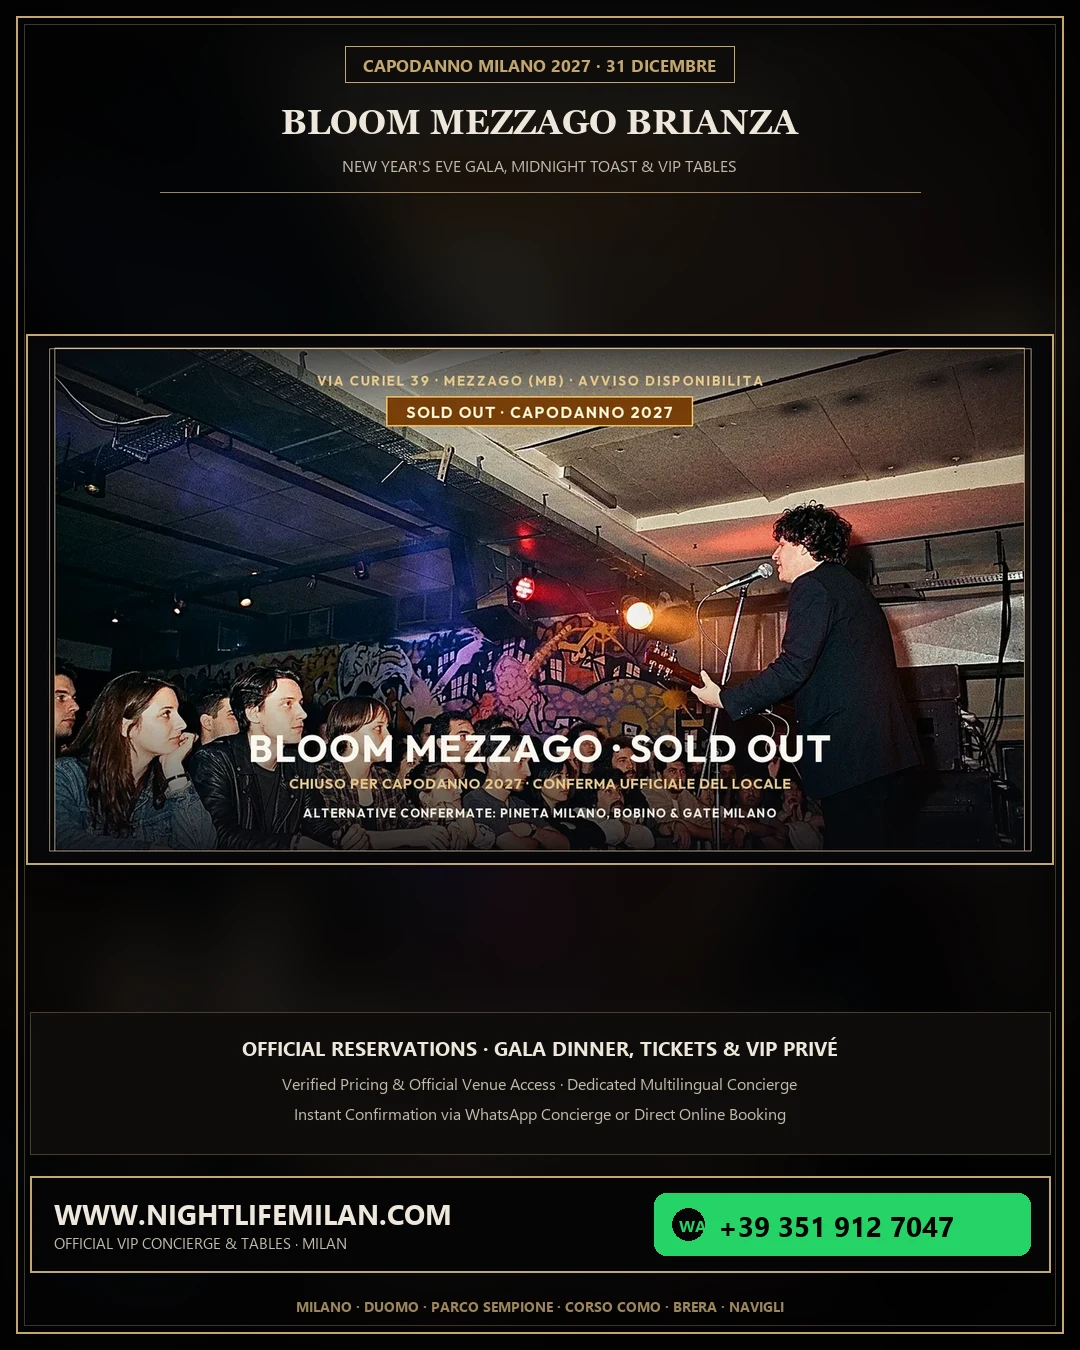 CAPODANNO MILANO 2027 · 31 DICEMBRE
BLOOM MEZZAGO BRIANZA
NEW YEAR'S EVE GALA, MIDNIGHT TOAST & VIP TABLES
VIA CURIEL 39 · MEZZAGO (MB) · AVVISO DISPONIBILITA
SOLD OUT · CAPODANNO 2027
BLOOM MEZZAGO · SOLD OUT
CHIUSO PER CAPODANNO 2027 · CONFERMA UFFICIALE DEL LOCALE
ALTERNATIVE CONFERMATE: PINETA MILANO, BOBINO & GATE MILANO
OFFICIAL RESERVATIONS · GALA DINNER, TICKETS & VIP PRIVÉ
Verified Pricing & Official Venue Access · Dedicated Multilingual Concierge
Instant Confirmation via WhatsApp Concierge or Direct Online Booking
WWW.NIGHTLIFEMILAN.COM
OFFICIAL VIP CONCIERGE & TABLES · MILAN
WA +39 351 912 7047
MILANO · DUOMO · PARCO SEMPIONE · CORSO COMO · BRERA · NAVIGLI